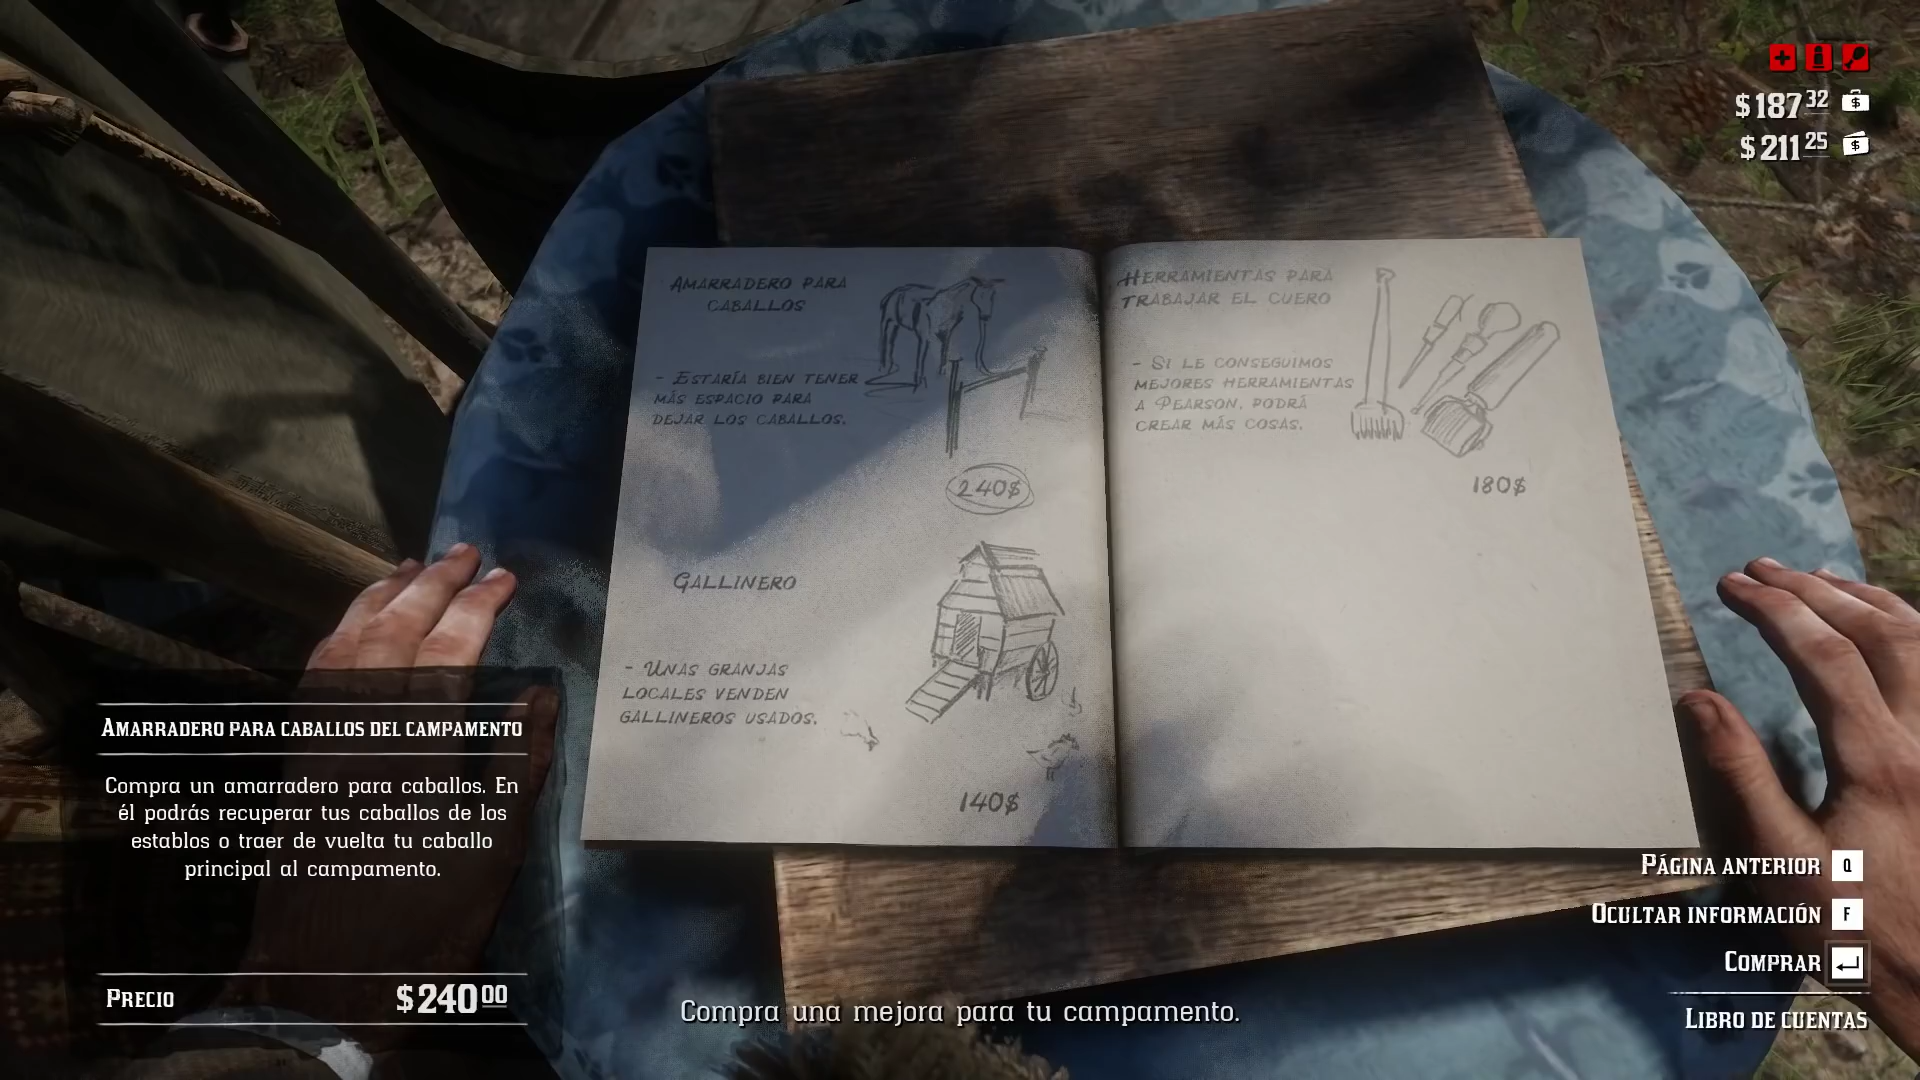 $187 32
$211 25
Amarradero para
caballos
- Estaría bien tener
más espacio para
dejar los caballos.
240$
Gallinero
- Unas granjas
locales venden
gallineros usados.
140$
Herramientas para
trabajar el cuero
- Si le conseguimos
mejores herramientas
a Pearson, podrá
crear más cosas.
180$
Amarradero para caballos del campamento
Compra un amarradero para caballos. En
él podrás recuperar tus caballos de los
establos o traer de vuelta tu caballo
principal al campamento.
Precio $240 00
Compra una mejora para tu campamento.
Página anterior Q
Ocultar información F
Comprar
Libro de cuentas